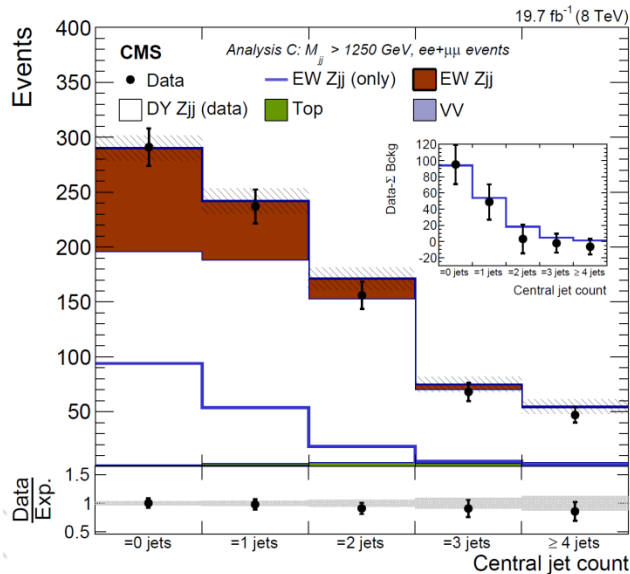 19.7 fb⁻¹ (8 TeV)
Events
400
350
300
250
200
150
100
50
CMS
Analysis C: M_jj > 1250 GeV, ee+μμ events
Data
EW Zjj (only)
EW Zjj
DY Zjj (data)
Top
VV
Data-Σ Bckg
120
100
80
60
40
20
0
-20
=0 jets =1 jets =2 jets =3 jets ≥ 4 jets
Central jet count
Data
Exp.
1.5
1
0.5
=0 jets =1 jets =2 jets =3 jets ≥ 4 jets
Central jet count